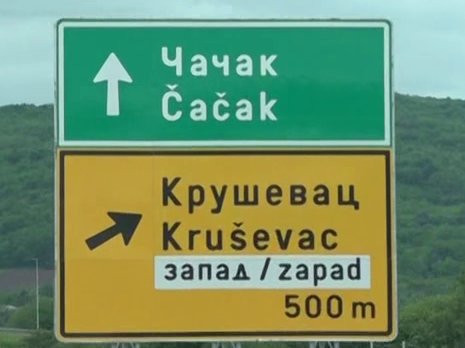 Чачак
Čačak
Крушевац
Kruševac
запад / zapad
500 m